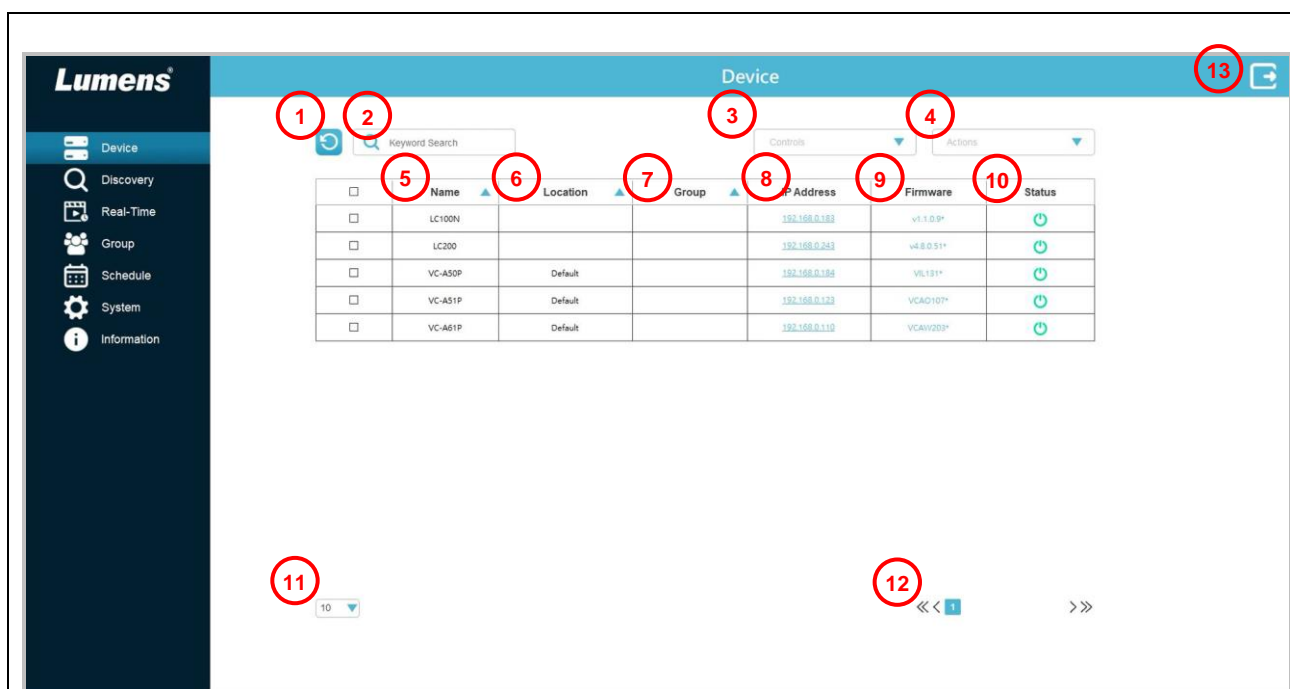 Lumens®
Device
13
1
2
3
4
Keyword Search
Controls
Actions
Device
Discovery
Real-Time
Group
Schedule
System
Information
5 Name 6 Location 7 Group 8 IP Address 9 Firmware 10 Status
LC100N 192.168.0.183 v1.1.0.9*
LC200 192.168.0.243 v4.8.0.51*
VC-A50P Default 192.168.0.184 VIL131*
VC-A51P Default 192.168.0.123 VCAO107*
VC-A61P Default 192.168.0.110 VCAW203*
11
12
10
1